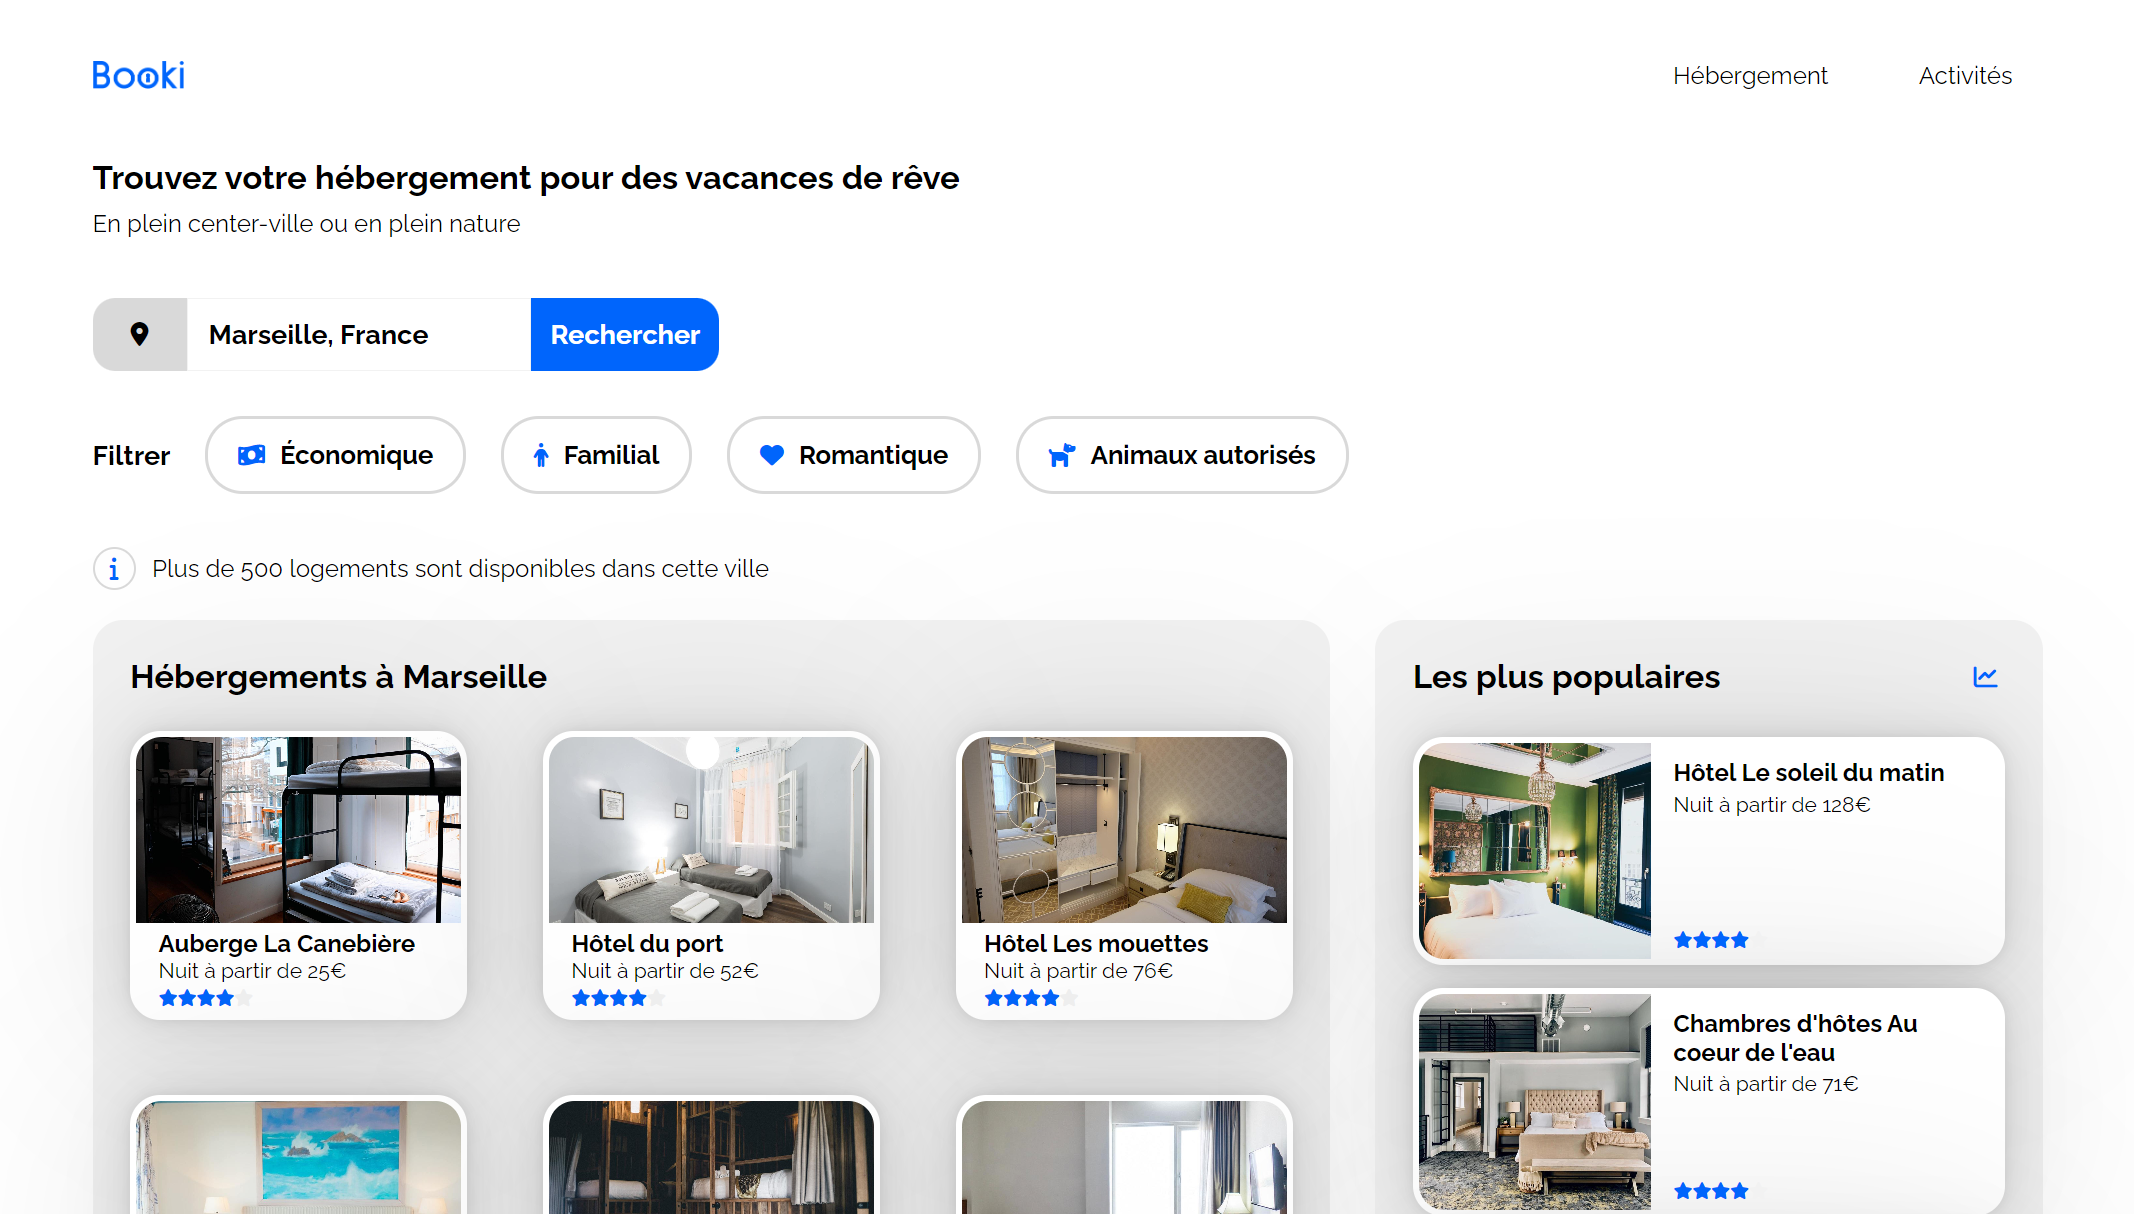 Booki
Hébergement
Activités
Trouvez votre hébergement pour des vacances de rêve
En plein center-ville ou en plein nature
Marseille, France
Rechercher
Filtrer
Économique
Familial
Romantique
Animaux autorisés
Plus de 500 logements sont disponibles dans cette ville
Hébergements à Marseille
Auberge La Canebière
Nuit à partir de 25€
Hôtel du port
Nuit à partir de 52€
Hôtel Les mouettes
Nuit à partir de 76€
Les plus populaires
Hôtel Le soleil du matin
Nuit à partir de 128€
Chambres d'hôtes Au
coeur de l'eau
Nuit à partir de 71€